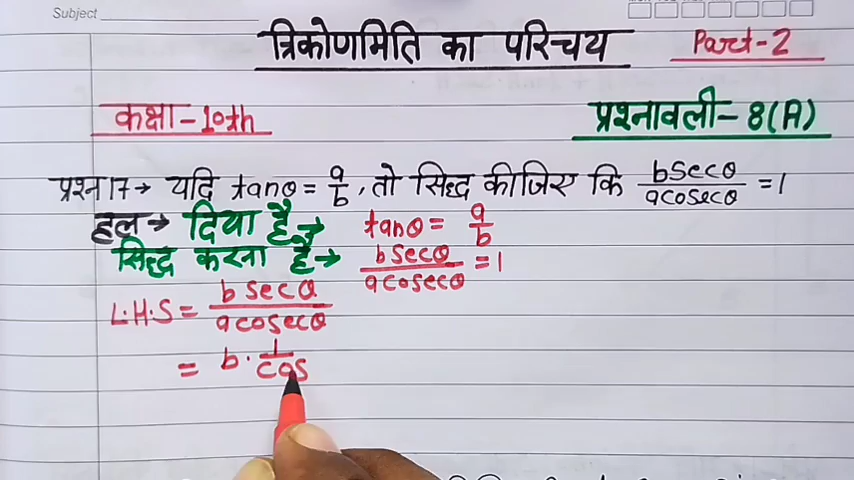 Subject
त्रिकोणमिति का परिचय Part-2
कक्षा-10th प्रश्नावली-8(A)
प्रश्न 17→ यदि tanθ = a/b, तो सिद्ध कीजिए कि bsecθ/acosecθ = 1
हल→ दिया है→ tanθ = a/b
सिद्ध करना है→ bsecθ/acosecθ = 1
L.H.S = bsecθ/acosecθ
= b· 1/cos